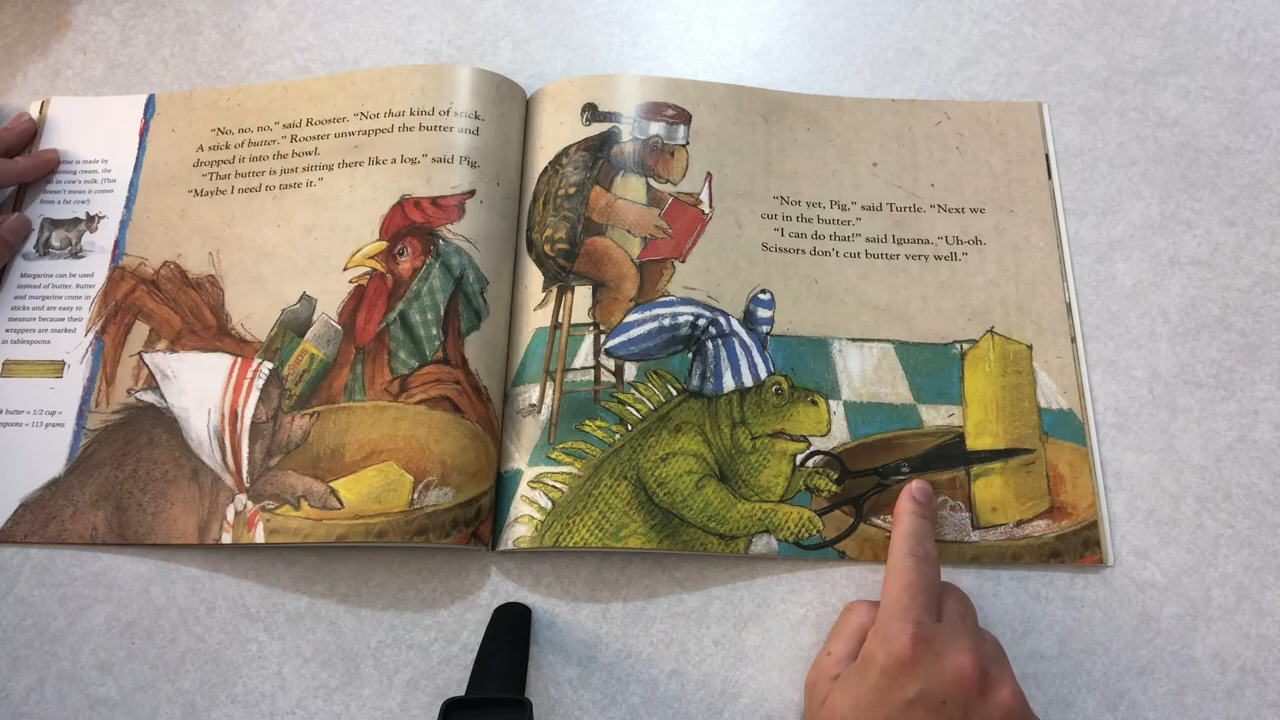 utter is made by
urning cream, the
at in cow's milk. (This
doesn't mean it comes
from a fat cow!)
Margarine can be used
instead of butter. Butter
and margarine come in
sticks and are easy to
measure because their
wrappers are marked
in tablespoons.
k butter = 1/2 cup =
espoons = 113 grams
"No, no, no," said Rooster. "Not that kind of stick.
A stick of butter." Rooster unwrapped the butter and
dropped it into the bowl.
"That butter is just sitting there like a log," said Pig.
"Maybe I need to taste it."
"Not yet, Pig," said Turtle. "Next we
cut in the butter."
"I can do that!" said Iguana. "Uh-oh.
Scissors don't cut butter very well."